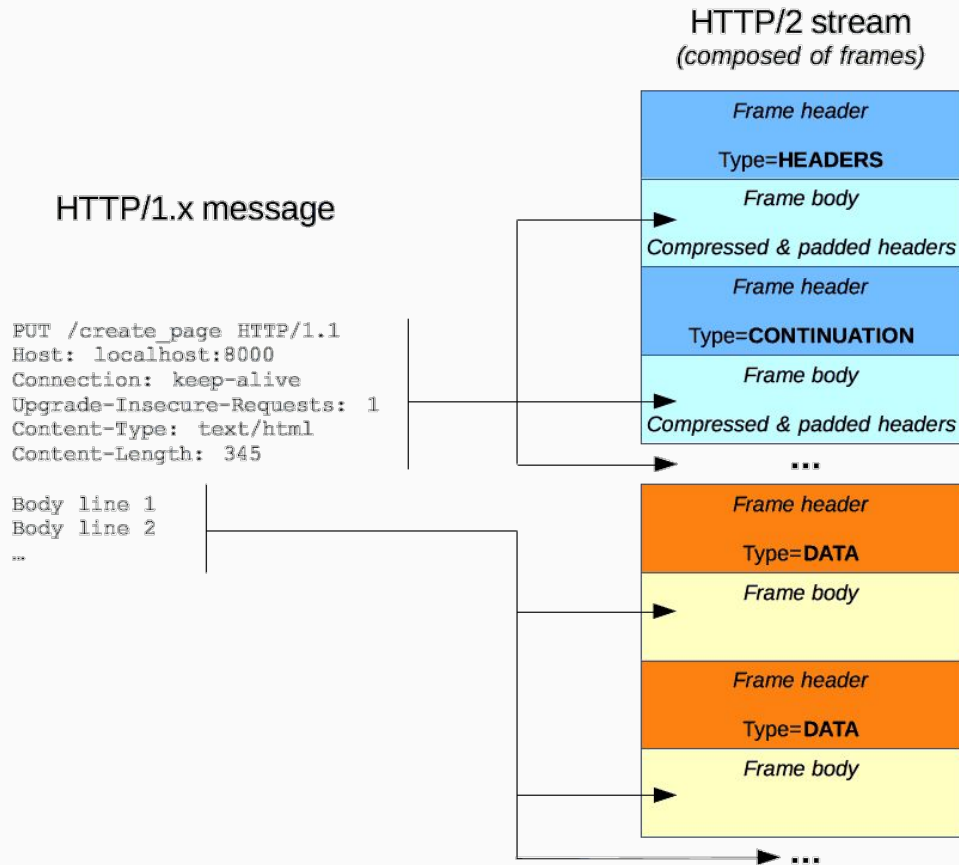 HTTP/2 stream
(composed of frames)
HTTP/1.x message
PUT /create_page HTTP/1.1
Host: localhost:8000
Connection: keep-alive
Upgrade-Insecure-Requests: 1
Content-Type: text/html
Content-Length: 345
Body line 1
Body line 2
…
Frame header
Type=HEADERS
Frame body
Compressed & padded headers
Frame header
Type=CONTINUATION
Frame body
Compressed & padded headers
...
Frame header
Type=DATA
Frame body
Frame header
Type=DATA
Frame body
...